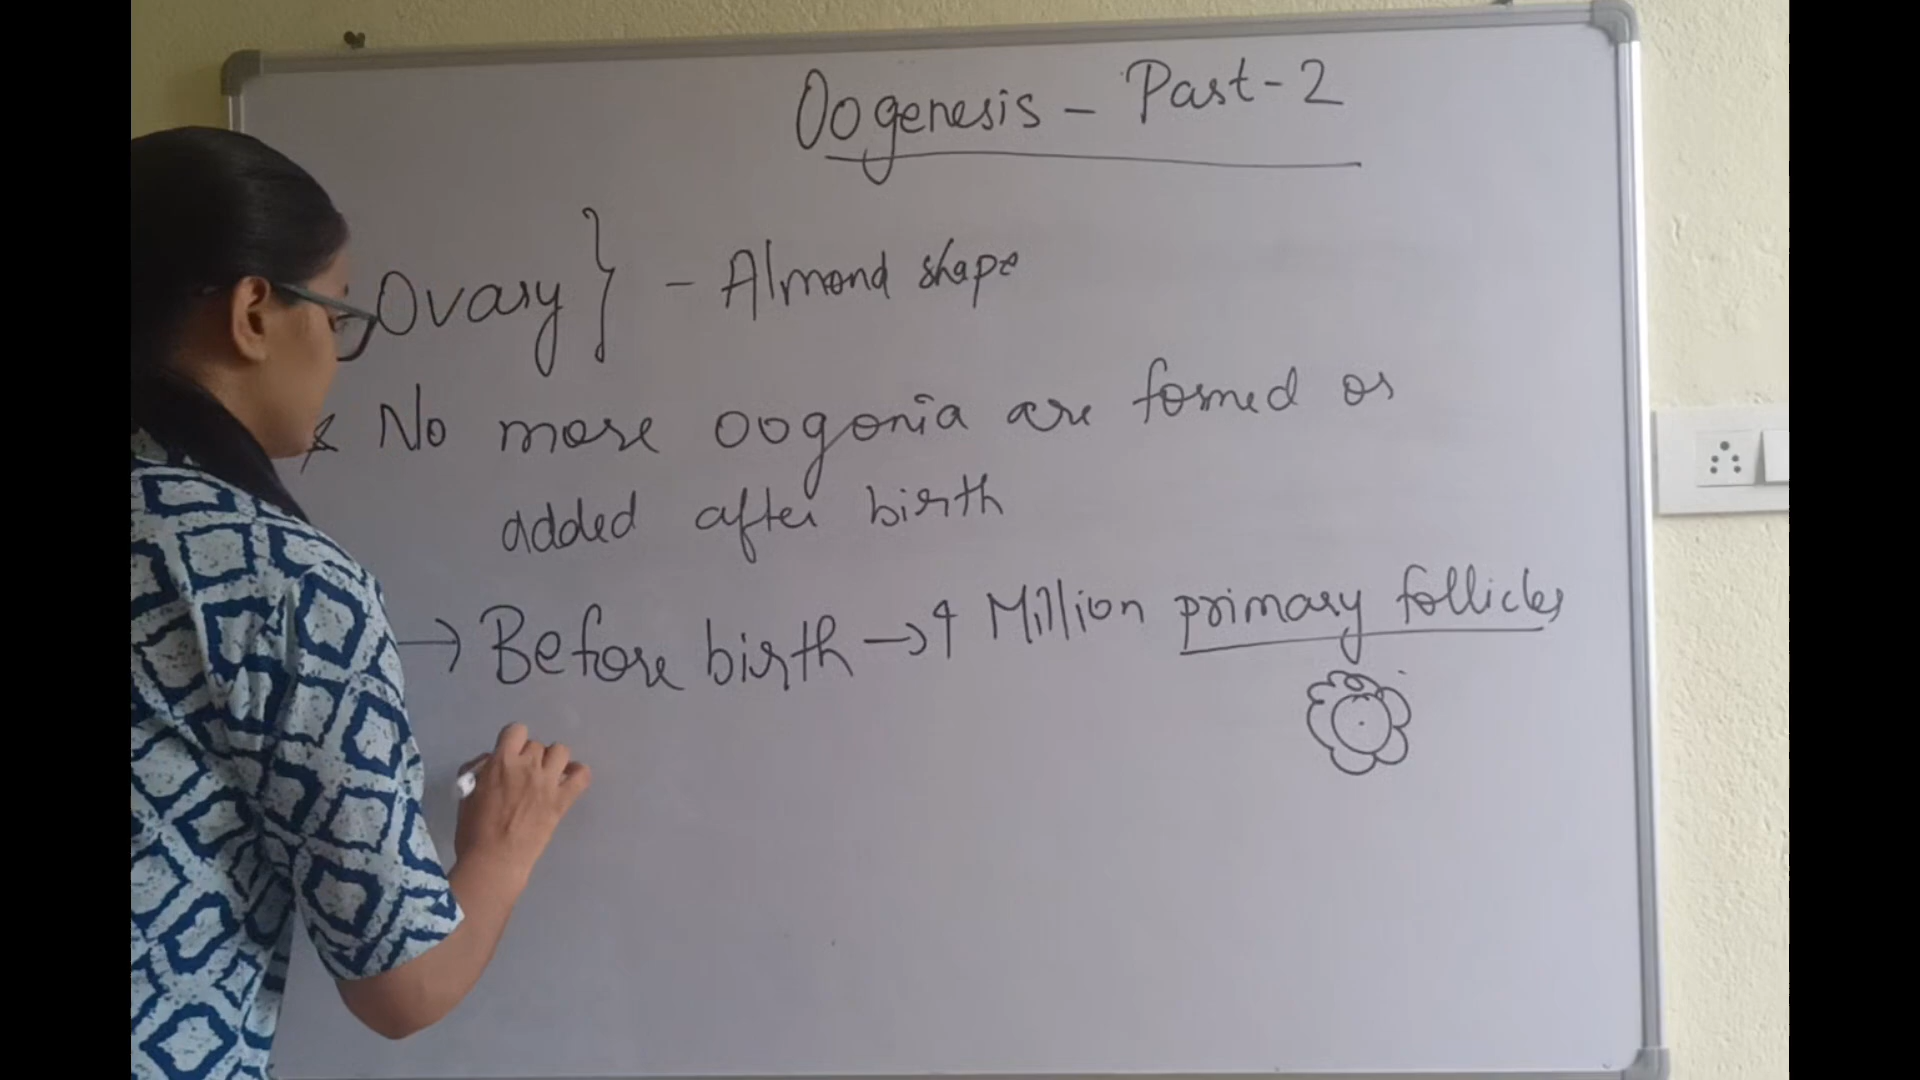 Oogenesis - Part-2
Ovary } - Almond shape
* No more oogonia are formed or
added after birth
→ Before birth → 4 Million primary follicles